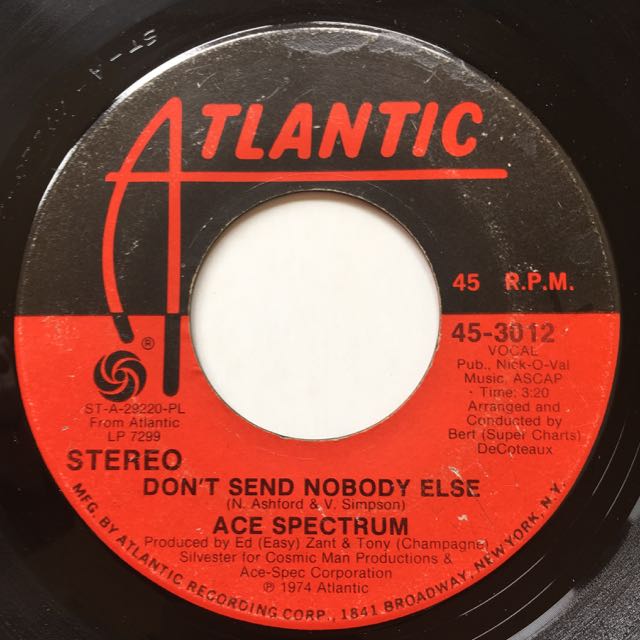 ATLANTIC
45 R.P.M.
®
45-3012
VOCAL
Pub., Nick-O-Val
Music, ASCAP
Time: 3:20
Arranged and
Conducted by
Bert (Super Charts)
DeCoteaux
ST-A-29220-PL
From Atlantic
LP 7299
STEREO
DON'T SEND NOBODY ELSE
(N. Ashford & V. Simpson)
ACE SPECTRUM
Produced by Ed (Easy) Zant & Tony (Champagne)
Silvester for Cosmic Man Productions &
Ace-Spec Corporation
℗ 1974 Atlantic
MFG. BY ATLANTIC RECORDING CORP., 1841 BROADWAY, NEW YORK, N.Y.